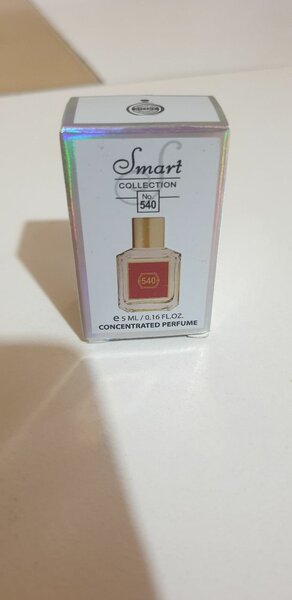 Smart
COLLECTION
No.
540
540
e 5 ML / 0.16 FL.OZ.
CONCENTRATED PERFUME